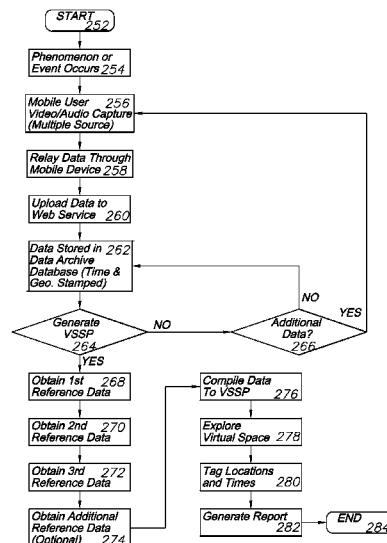 START
252
Phenomenon or
Event Occurs 254
Mobile User 256
Video/Audio Capture
(Multiple Source)
Relay Data Through
Mobile Device 258
Upload Data to
Web Service 260
Data Stored in 262
Data Archive
Database (Time &
Geo. Stamped)
Generate
VSSP
264
NO
YES
Additional
Data?
266
NO
YES
Obtain 1st 268
Reference Data
Obtain 2nd 270
Reference Data
Obtain 3rd 272
Reference Data
Obtain Additional
Reference Data
(Optional) 274
Compile Data
To VSSP 276
Explore
Virtual Space 278
Tag Locations
and Times 280
Generate Report
282
END
284